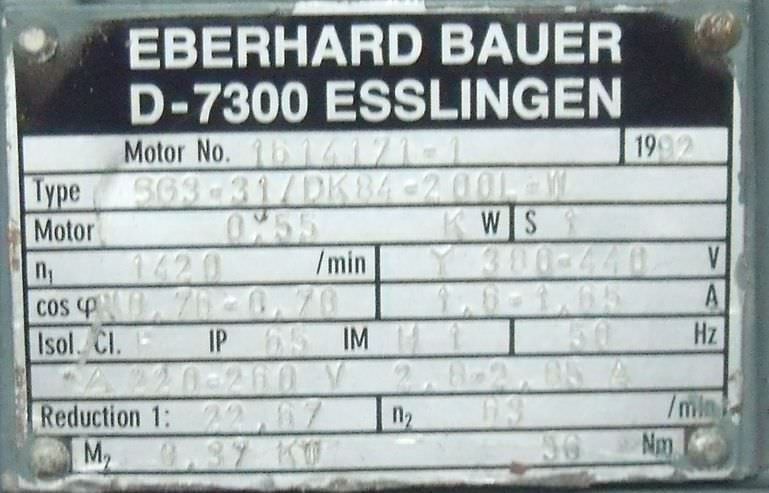 EBERHARD BAUER
D-7300 ESSLINGEN
Motor No. 1614171-1 1992
Type SG3-31/DK84-200L-W
Motor 0,55 KW S 1
n₁ 1420 /min Y 380-440 V
cos φ 0,76-0,70 1,6-1,65 A
Isol. Cl. F IP 65 IM H 1 50 Hz
220-260 V 2,8-2,85 A
Reduction 1: 22,67 n₂ 63 /min
M₂ 0,37 KW 56 Nm